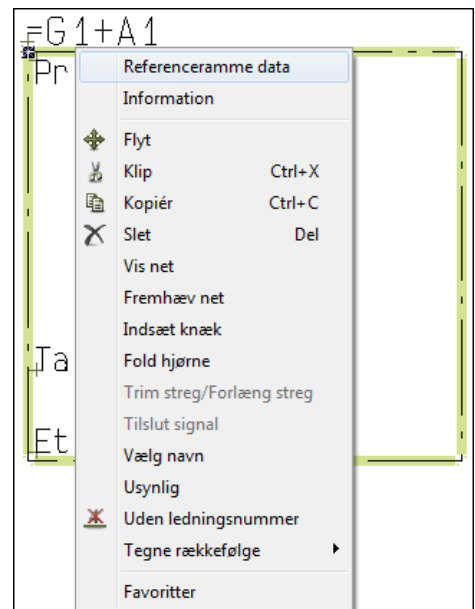 =G1+A1
Pr
Referenceramme data
Information
Flyt
Klip Ctrl+X
Kopiér Ctrl+C
Slet Del
Vis net
Fremhæv net
Indsæt knæk
Ta
Fold hjørne
Trim streg/Forlæng streg
Tilslut signal
Et
Vælg navn
Usynlig
Uden ledningsnummer
Tegne rækkefølge
Favoritter